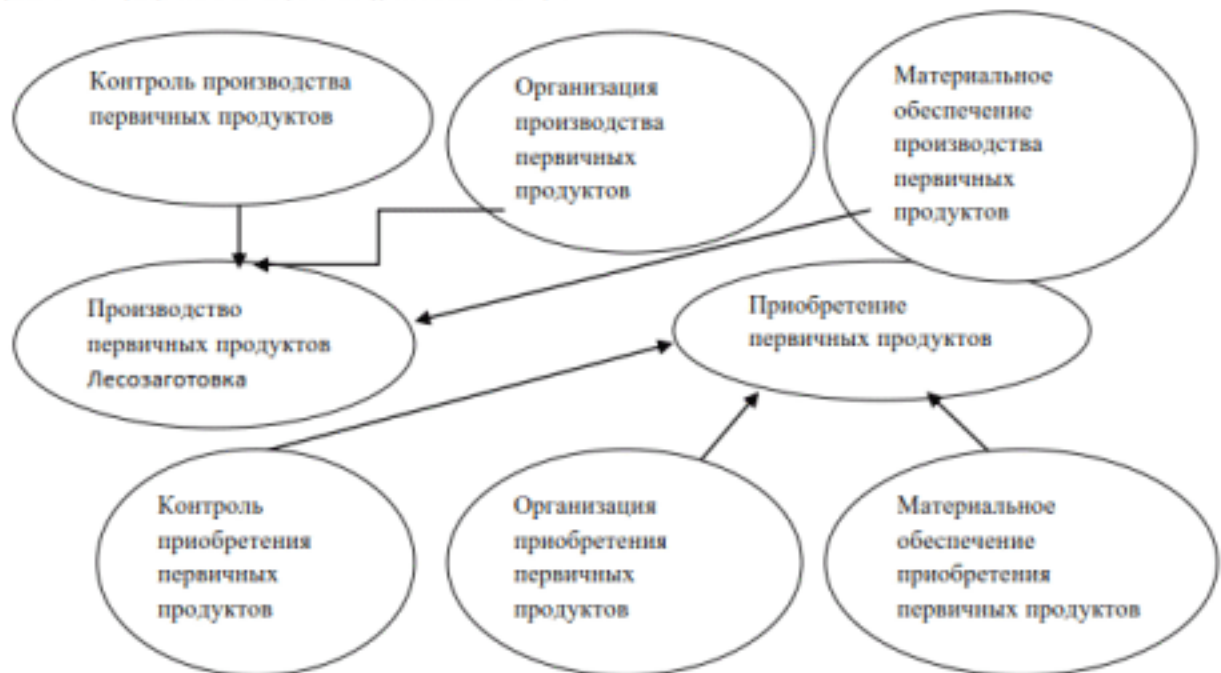 Контроль производства
первичных продуктов
Организация
производства
первичных
продуктов
Материальное
обеспечение
производства
первичных
продуктов
Производство
первичных продуктов
Лесозаготовка
Приобретение
первичных продуктов
Контроль
приобретения
первичных
продуктов
Организация
приобретения
первичных
продуктов
Материальное
обеспечение
приобретения
первичных продуктов